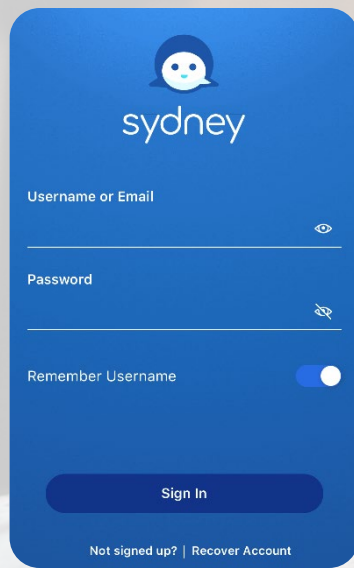 sydney
Username or Email
Password
Remember Username
Sign In
Not signed up? | Recover Account